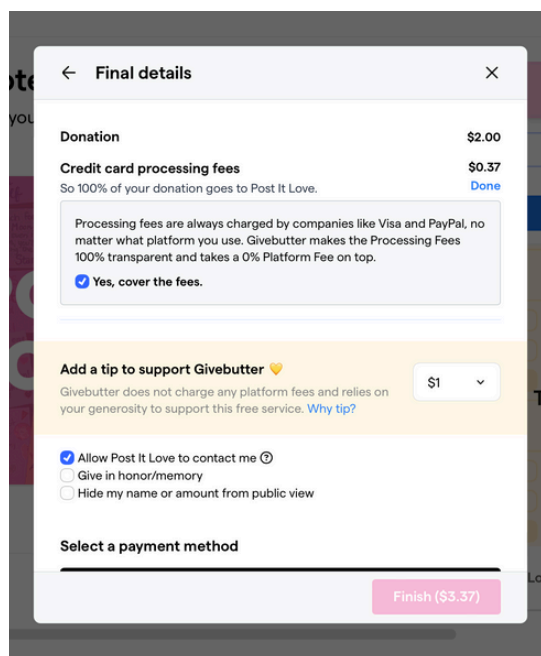 Final details
Donation
$2.00
Credit card processing fees
$0.37
So 100% of your donation goes to Post It Love.
Done
Processing fees are always charged by companies like Visa and PayPal, no
matter what platform you use. Givebutter makes the Processing Fees
100% transparent and takes a 0% Platform Fee on top.
Yes, cover the fees.
Add a tip to support Givebutter 💛
$1
Givebutter does not charge any platform fees and relies on
your generosity to support this free service. Why tip?
Allow Post It Love to contact me
Give in honor/memory
Hide my name or amount from public view
Select a payment method
Finish ($3.37)